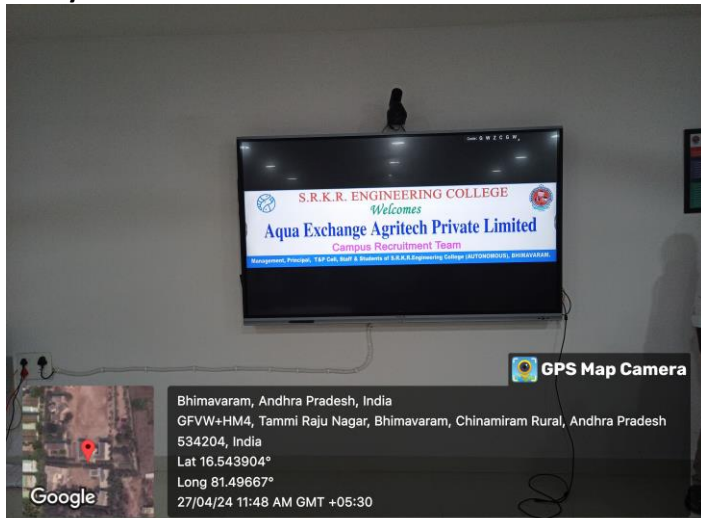 Code: G W Z C G W
S.R.K.R. ENGINEERING COLLEGE
Welcomes
Aqua Exchange Agritech Private Limited
Campus Recruitment Team
Management, Principal, T&P Cell, Staff & Students of S.R.K.R.Engineering College (AUTONOMOUS), BHIMAVARAM.
GPS Map Camera
Bhimavaram, Andhra Pradesh, India
GFVW+HM4, Tammi Raju Nagar, Bhimavaram, Chinamiram Rural, Andhra Pradesh
534204, India
Lat 16.543904°
Long 81.49667°
27/04/24 11:48 AM GMT +05:30
Google